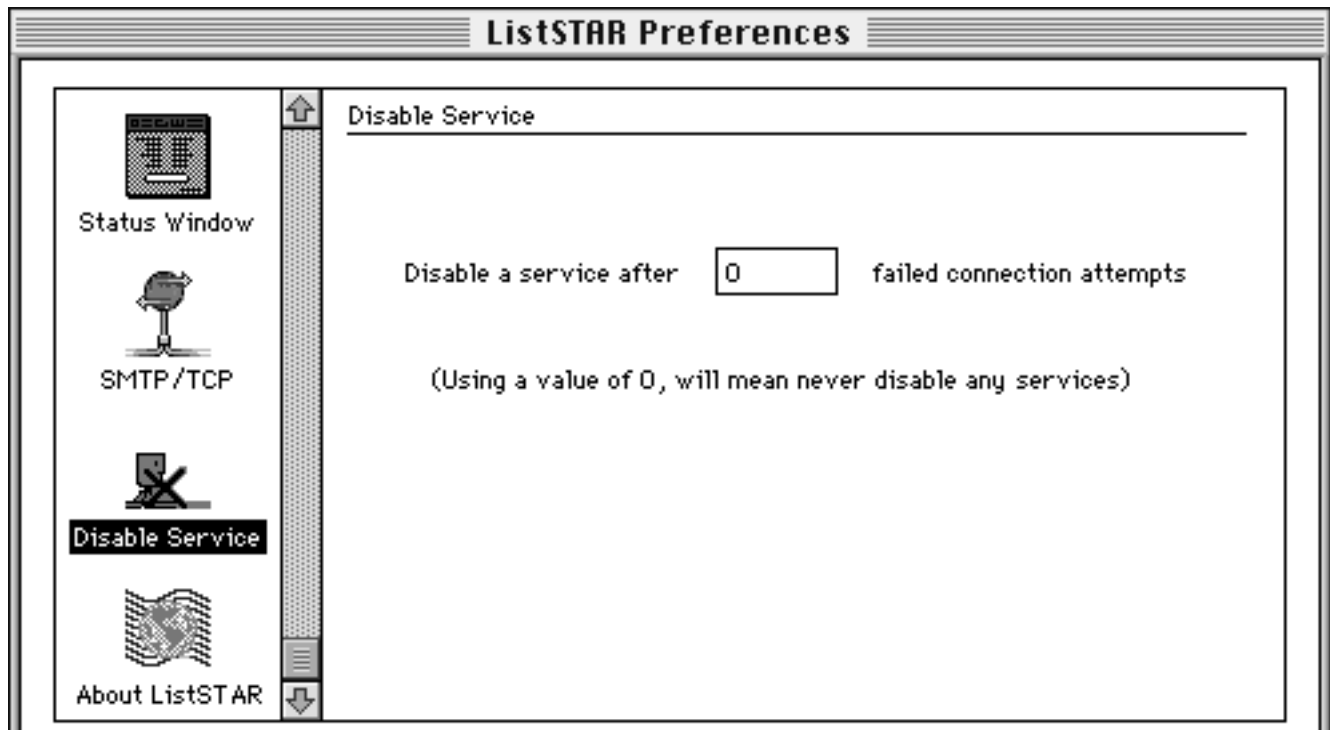 ListSTAR Preferences
Status Window
SMTP/TCP
Disable Service
About ListSTAR
Disable Service
Disable a service after 0 failed connection attempts
(Using a value of 0, will mean never disable any services)